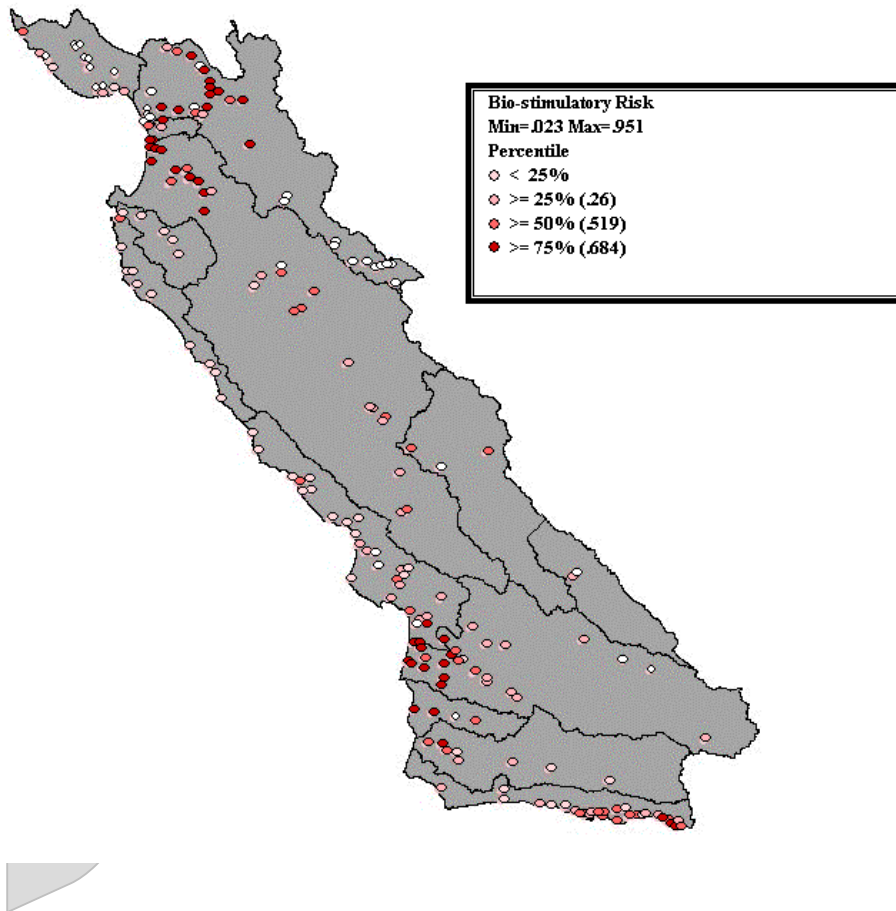 Bio-stimulatory Risk
Min=.023 Max=.951
Percentile
< 25%
>= 25% (.26)
>= 50% (.519)
>= 75% (.684)